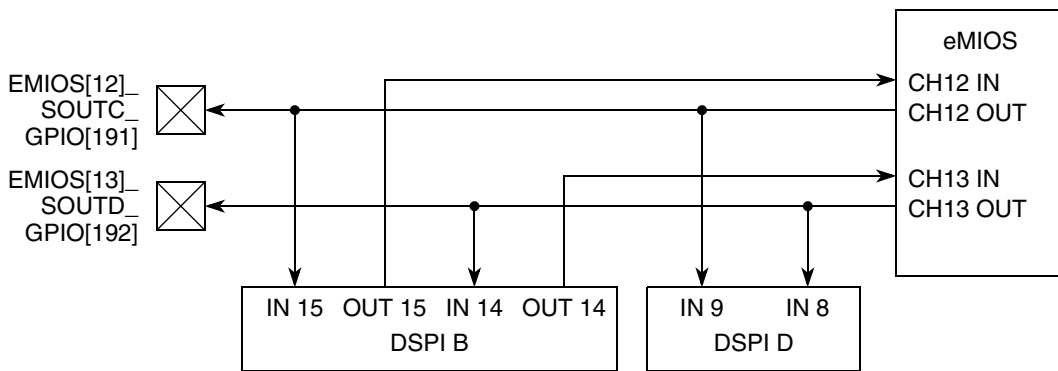 eMIOS
EMIOS[12]_
SOUTC_
GPIO[191]
CH12 IN
CH12 OUT
EMIOS[13]_
SOUTD_
GPIO[192]
CH13 IN
CH13 OUT
IN 15 OUT 15 IN 14 OUT 14
DSPI B
IN 9 IN 8
DSPI D